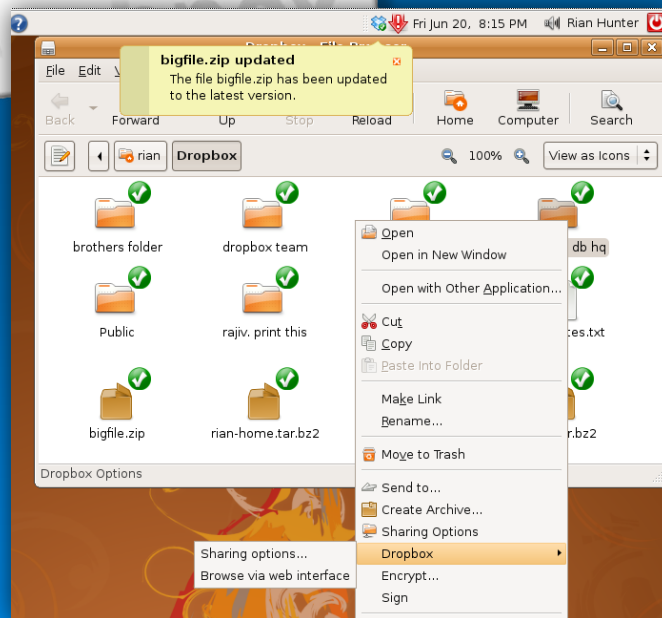 Fri Jun 20, 8:15 PM
Rian Hunter
bigfile.zip updated
The file bigfile.zip has been updated
to the latest version.
File Edit
Back
Forward
Up
Stop
Reload
Home
Computer
Search
rian
Dropbox
100%
View as Icons
brothers folder
dropbox team
db hq
Public
rajiv. print this
es.txt
bigfile.zip
rian-home.tar.bz2
r.bz2
Dropbox Options
Open
Open in New Window
Open with Other Application...
Cut
Copy
Paste Into Folder
Make Link
Rename...
Move to Trash
Send to...
Create Archive...
Sharing Options
Dropbox
Encrypt...
Sign
Sharing options...
Browse via web interface